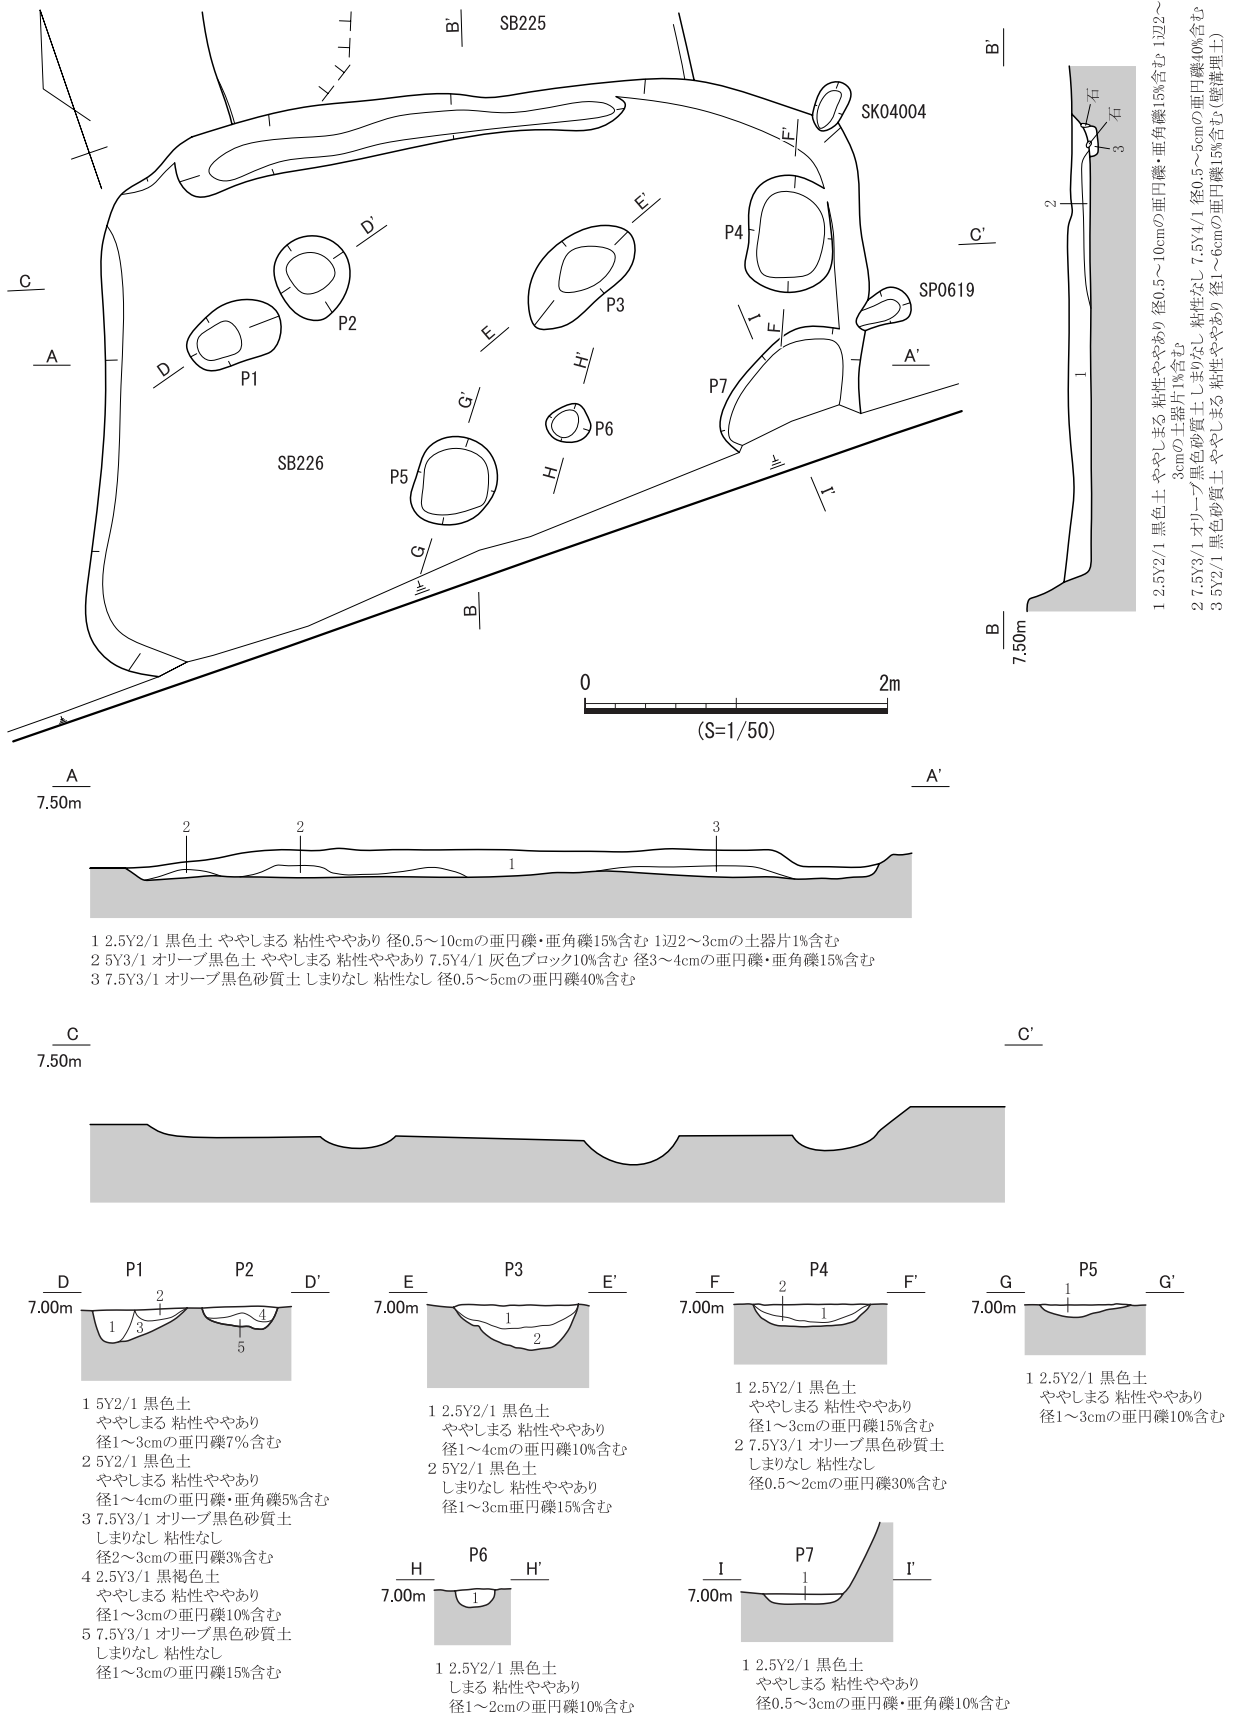 SB225
B'
SK04004
F'
E'
D'
P4
C'
C
P2
P3
SP0619
I
F
E
A
A'
P1
D
H'
G'
P7
P6
SB226
P5
H
I'
G
B
0 2m
(S=1/50)
B'
石
石
3
2
1
B
7.50m
1 2.5Y2/1 黒色土 ややしまる 粘性ややあり 径0.5～10cmの亜円礫・亜角礫15%含む 1辺2～
3cmの土器片1%含む
2 7.5Y3/1 オリーブ黒色砂質土 しまりなし 粘性なし 7.5Y4/1 径0.5～5cmの亜円礫40%含む
3 5Y2/1 黒色砂質土 ややしまる 粘性ややあり 径1～6cmの亜円礫15%含む(壁溝埋土)
A A'
7.50m
2 2 3
1
1 2.5Y2/1 黒色土 ややしまる 粘性ややあり 径0.5～10cmの亜円礫・亜角礫15%含む 1辺2～3cmの土器片1%含む
2 5Y3/1 オリーブ黒色土 ややしまる 粘性ややあり 7.5Y4/1 灰色ブロック10%含む 径3～4cmの亜円礫・亜角礫15%含む
3 7.5Y3/1 オリーブ黒色砂質土 しまりなし 粘性なし 径0.5～5cmの亜円礫40%含む
C C'
7.50m
D P1 P2 D'
7.00m
2
1 3 4
5
1 5Y2/1 黒色土
ややしまる 粘性ややあり
径1～3cmの亜円礫7%含む
2 5Y2/1 黒色土
ややしまる 粘性ややあり
径1～4cmの亜円礫・亜角礫5%含む
3 7.5Y3/1 オリーブ黒色砂質土
しまりなし 粘性なし
径2～3cmの亜円礫3%含む
4 2.5Y3/1 黒褐色土
ややしまる 粘性ややあり
径1～3cmの亜円礫10%含む
5 7.5Y3/1 オリーブ黒色砂質土
しまりなし 粘性なし
径1～3cmの亜円礫15%含む
E P3 E'
7.00m
1
2
1 2.5Y2/1 黒色土
ややしまる 粘性ややあり
径1～4cmの亜円礫10%含む
2 5Y2/1 黒色土
しまりなし 粘性ややあり
径1～3cm亜円礫15%含む
F P4 F'
7.00m
2
1
1 2.5Y2/1 黒色土
ややしまる 粘性ややあり
径1～3cmの亜円礫15%含む
2 7.5Y3/1 オリーブ黒色砂質土
しまりなし 粘性なし
径0.5～2cmの亜円礫30%含む
G P5 G'
7.00m
1
1 2.5Y2/1 黒色土
ややしまる 粘性ややあり
径1～3cmの亜円礫10%含む
H P6 H'
7.00m
1
1 2.5Y2/1 黒色土
しまる 粘性ややあり
径1～2cmの亜円礫10%含む
I P7 I'
7.00m
1
1 2.5Y2/1 黒色土
ややしまる 粘性ややあり
径0.5～3cmの亜円礫・亜角礫10%含む